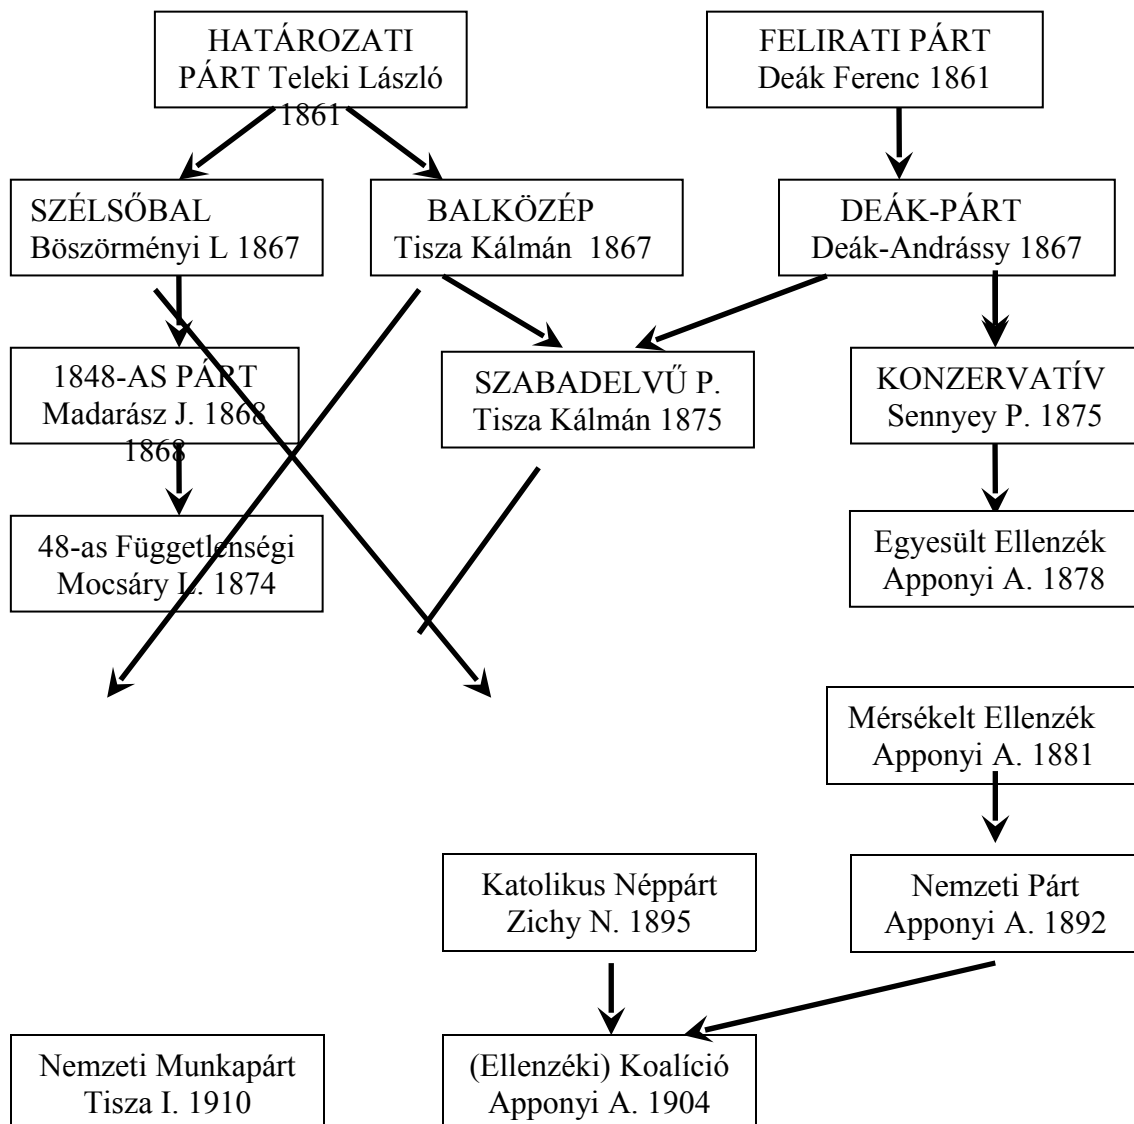 HATÁROZATI
PÁRT Teleki László
1861
FELIRATI PÁRT
Deák Ferenc 1861
SZÉLSŐBAL
Böszörményi L 1867
BALKÖZÉP
Tisza Kálmán 1867
DEÁK-PÁRT
Deák-Andrássy 1867
1848-AS PÁRT
Madarász J. 1868
1868
SZABADELVŰ P.
Tisza Kálmán 1875
KONZERVATÍV
Sennyey P. 1875
48-as Függetlenségi
Mocsáry L. 1874
Egyesült Ellenzék
Apponyi A. 1878
Mérsékelt Ellenzék
Apponyi A. 1881
Katolikus Néppárt
Zichy N. 1895
Nemzeti Párt
Apponyi A. 1892
Nemzeti Munkapárt
Tisza I. 1910
(Ellenzéki) Koalíció
Apponyi A. 1904